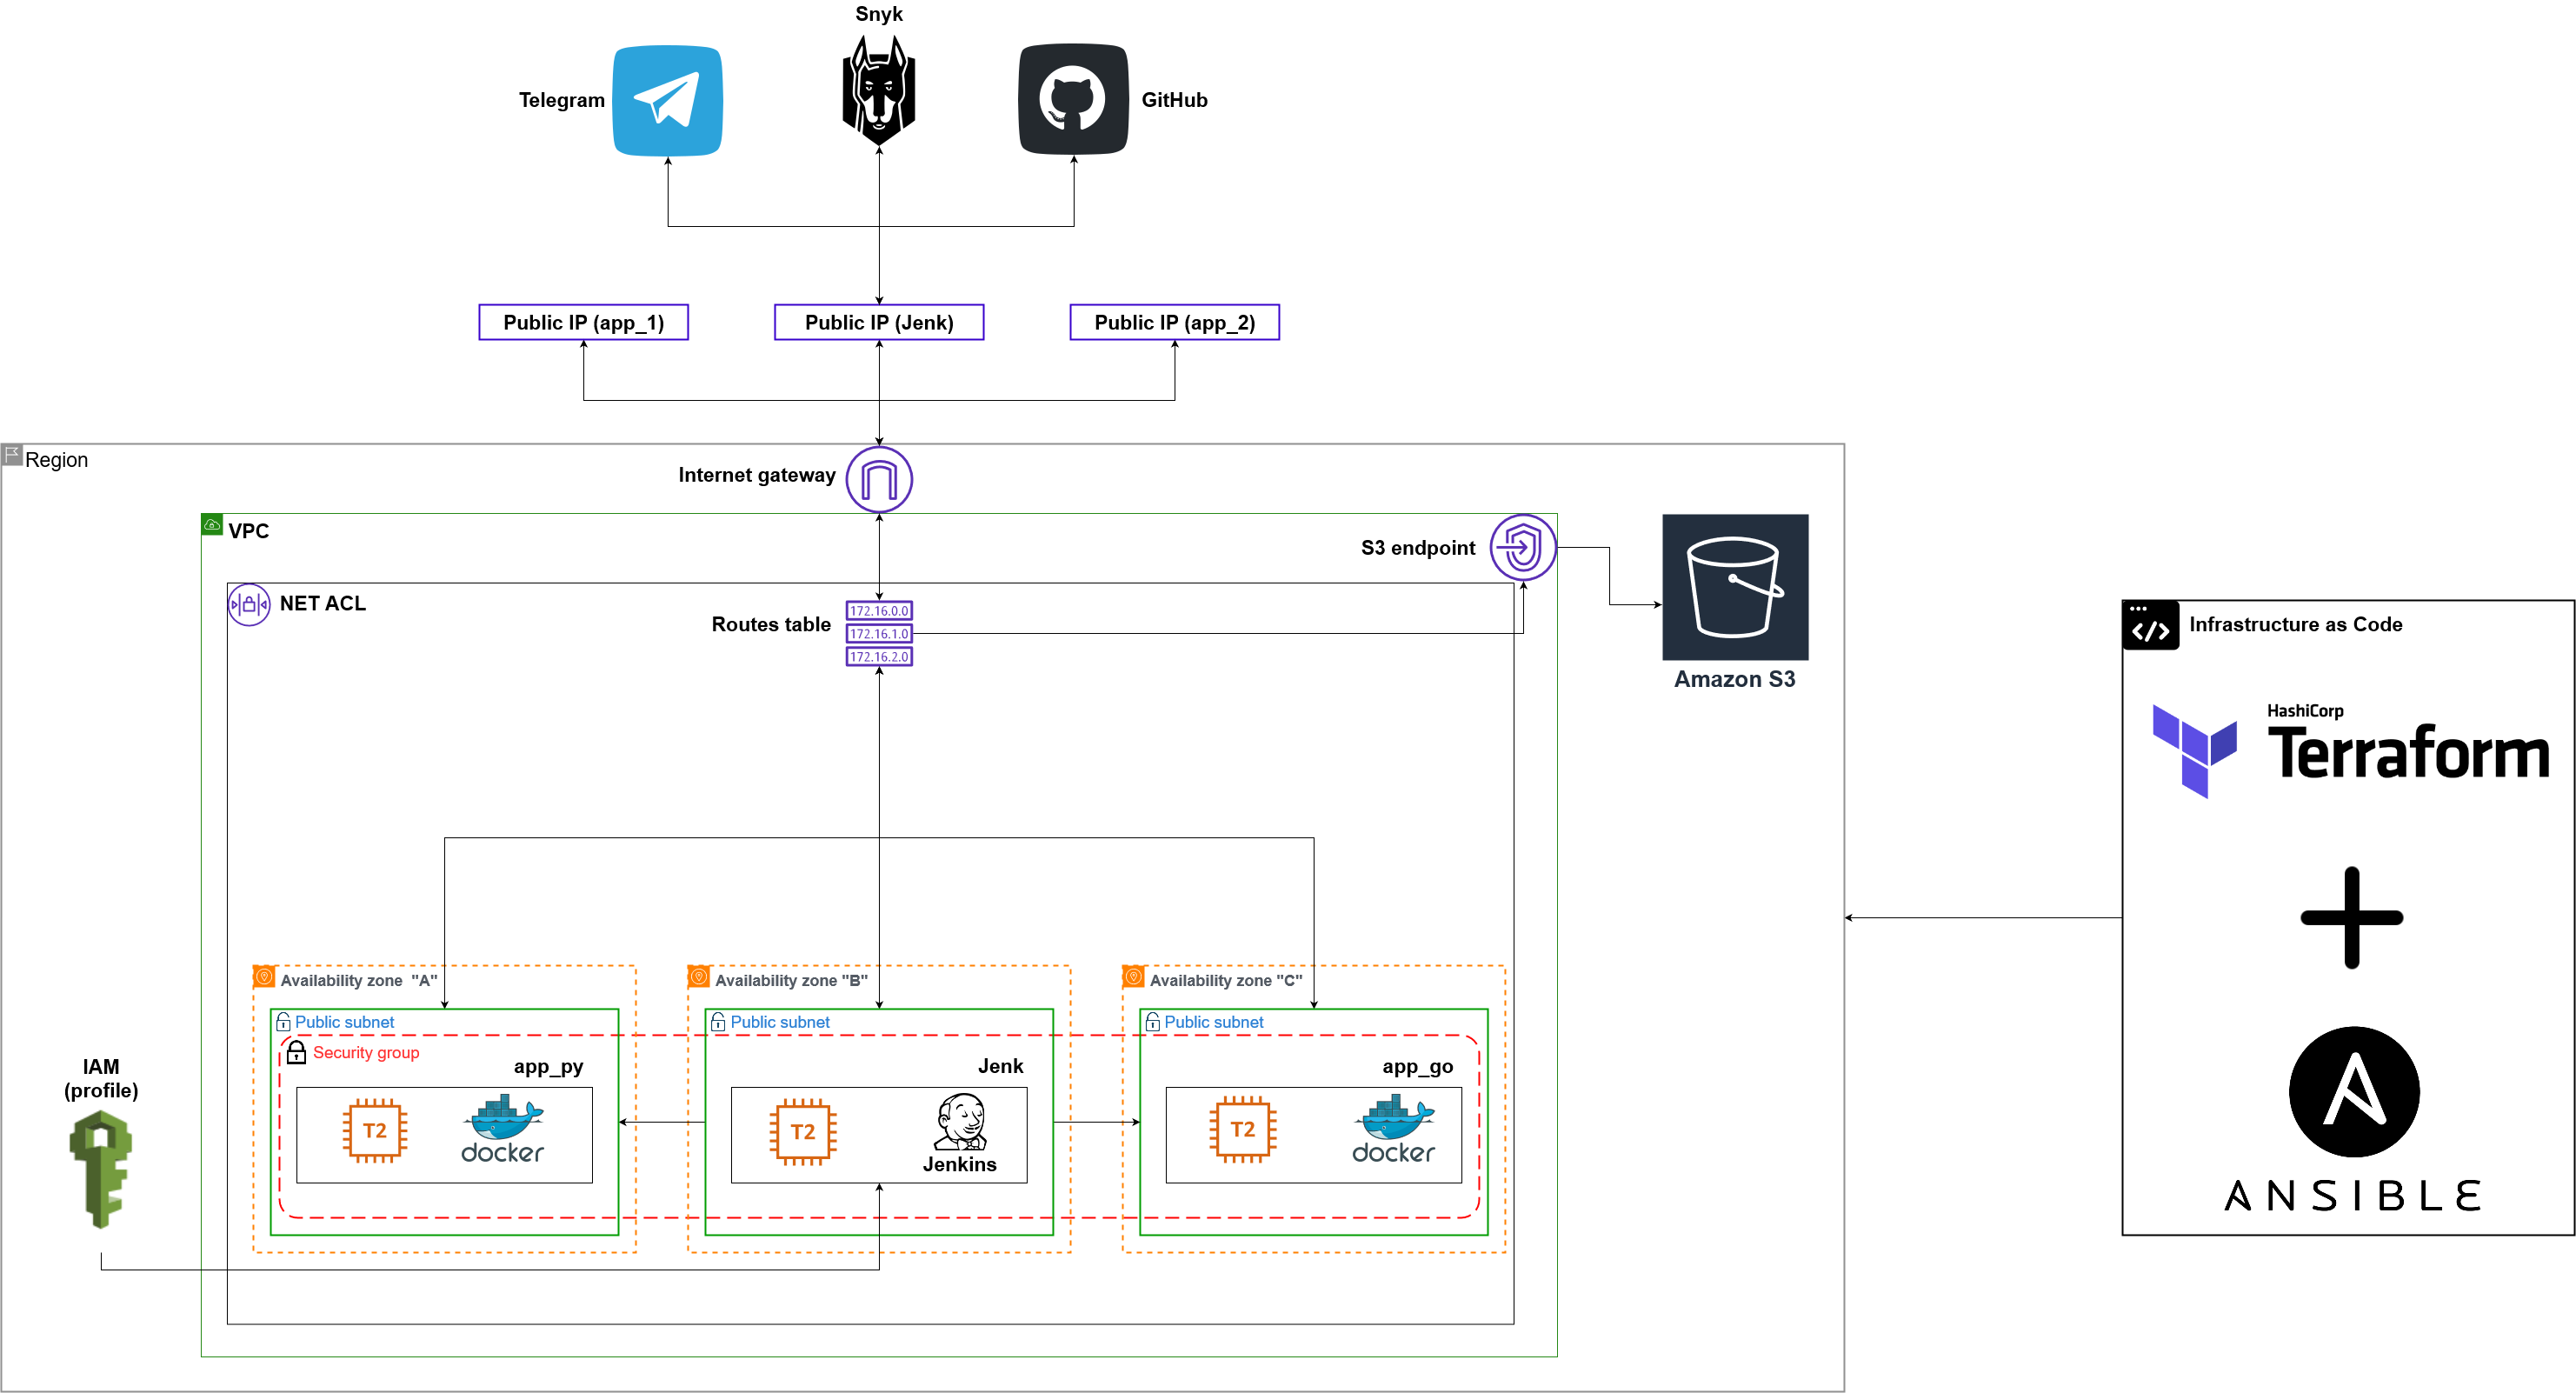 Snyk
Telegram
GitHub
Public IP (app_1)
Public IP (Jenk)
Public IP (app_2)
Region
Internet gateway
VPC
S3 endpoint
NET ACL
Routes table
172.16.0.0
172.16.1.0
172.16.2.0
Amazon S3
Infrastructure as Code
HashiCorp
Terraform
ANSIBLE
Availability zone "A"
Availability zone "B"
Availability zone "C"
Public subnet
Public subnet
Public subnet
Security group
app_py
Jenk
app_go
IAM
(profile)
T2
docker
T2
Jenkins
T2
docker